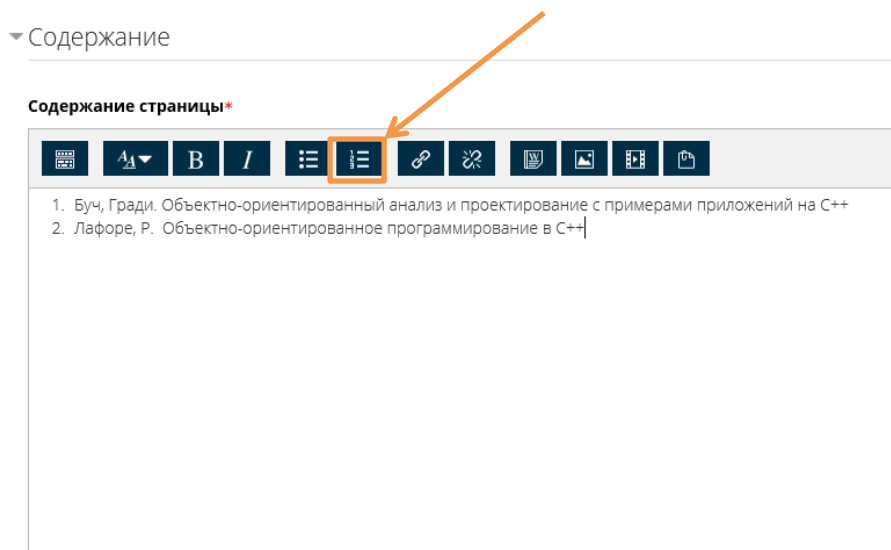 Содержание
Содержание страницы*
1. Буч, Гради. Объектно-ориентированный анализ и проектирование с примерами приложений на C++
2. Лафоре, Р. Объектно-ориентированное программирование в C++